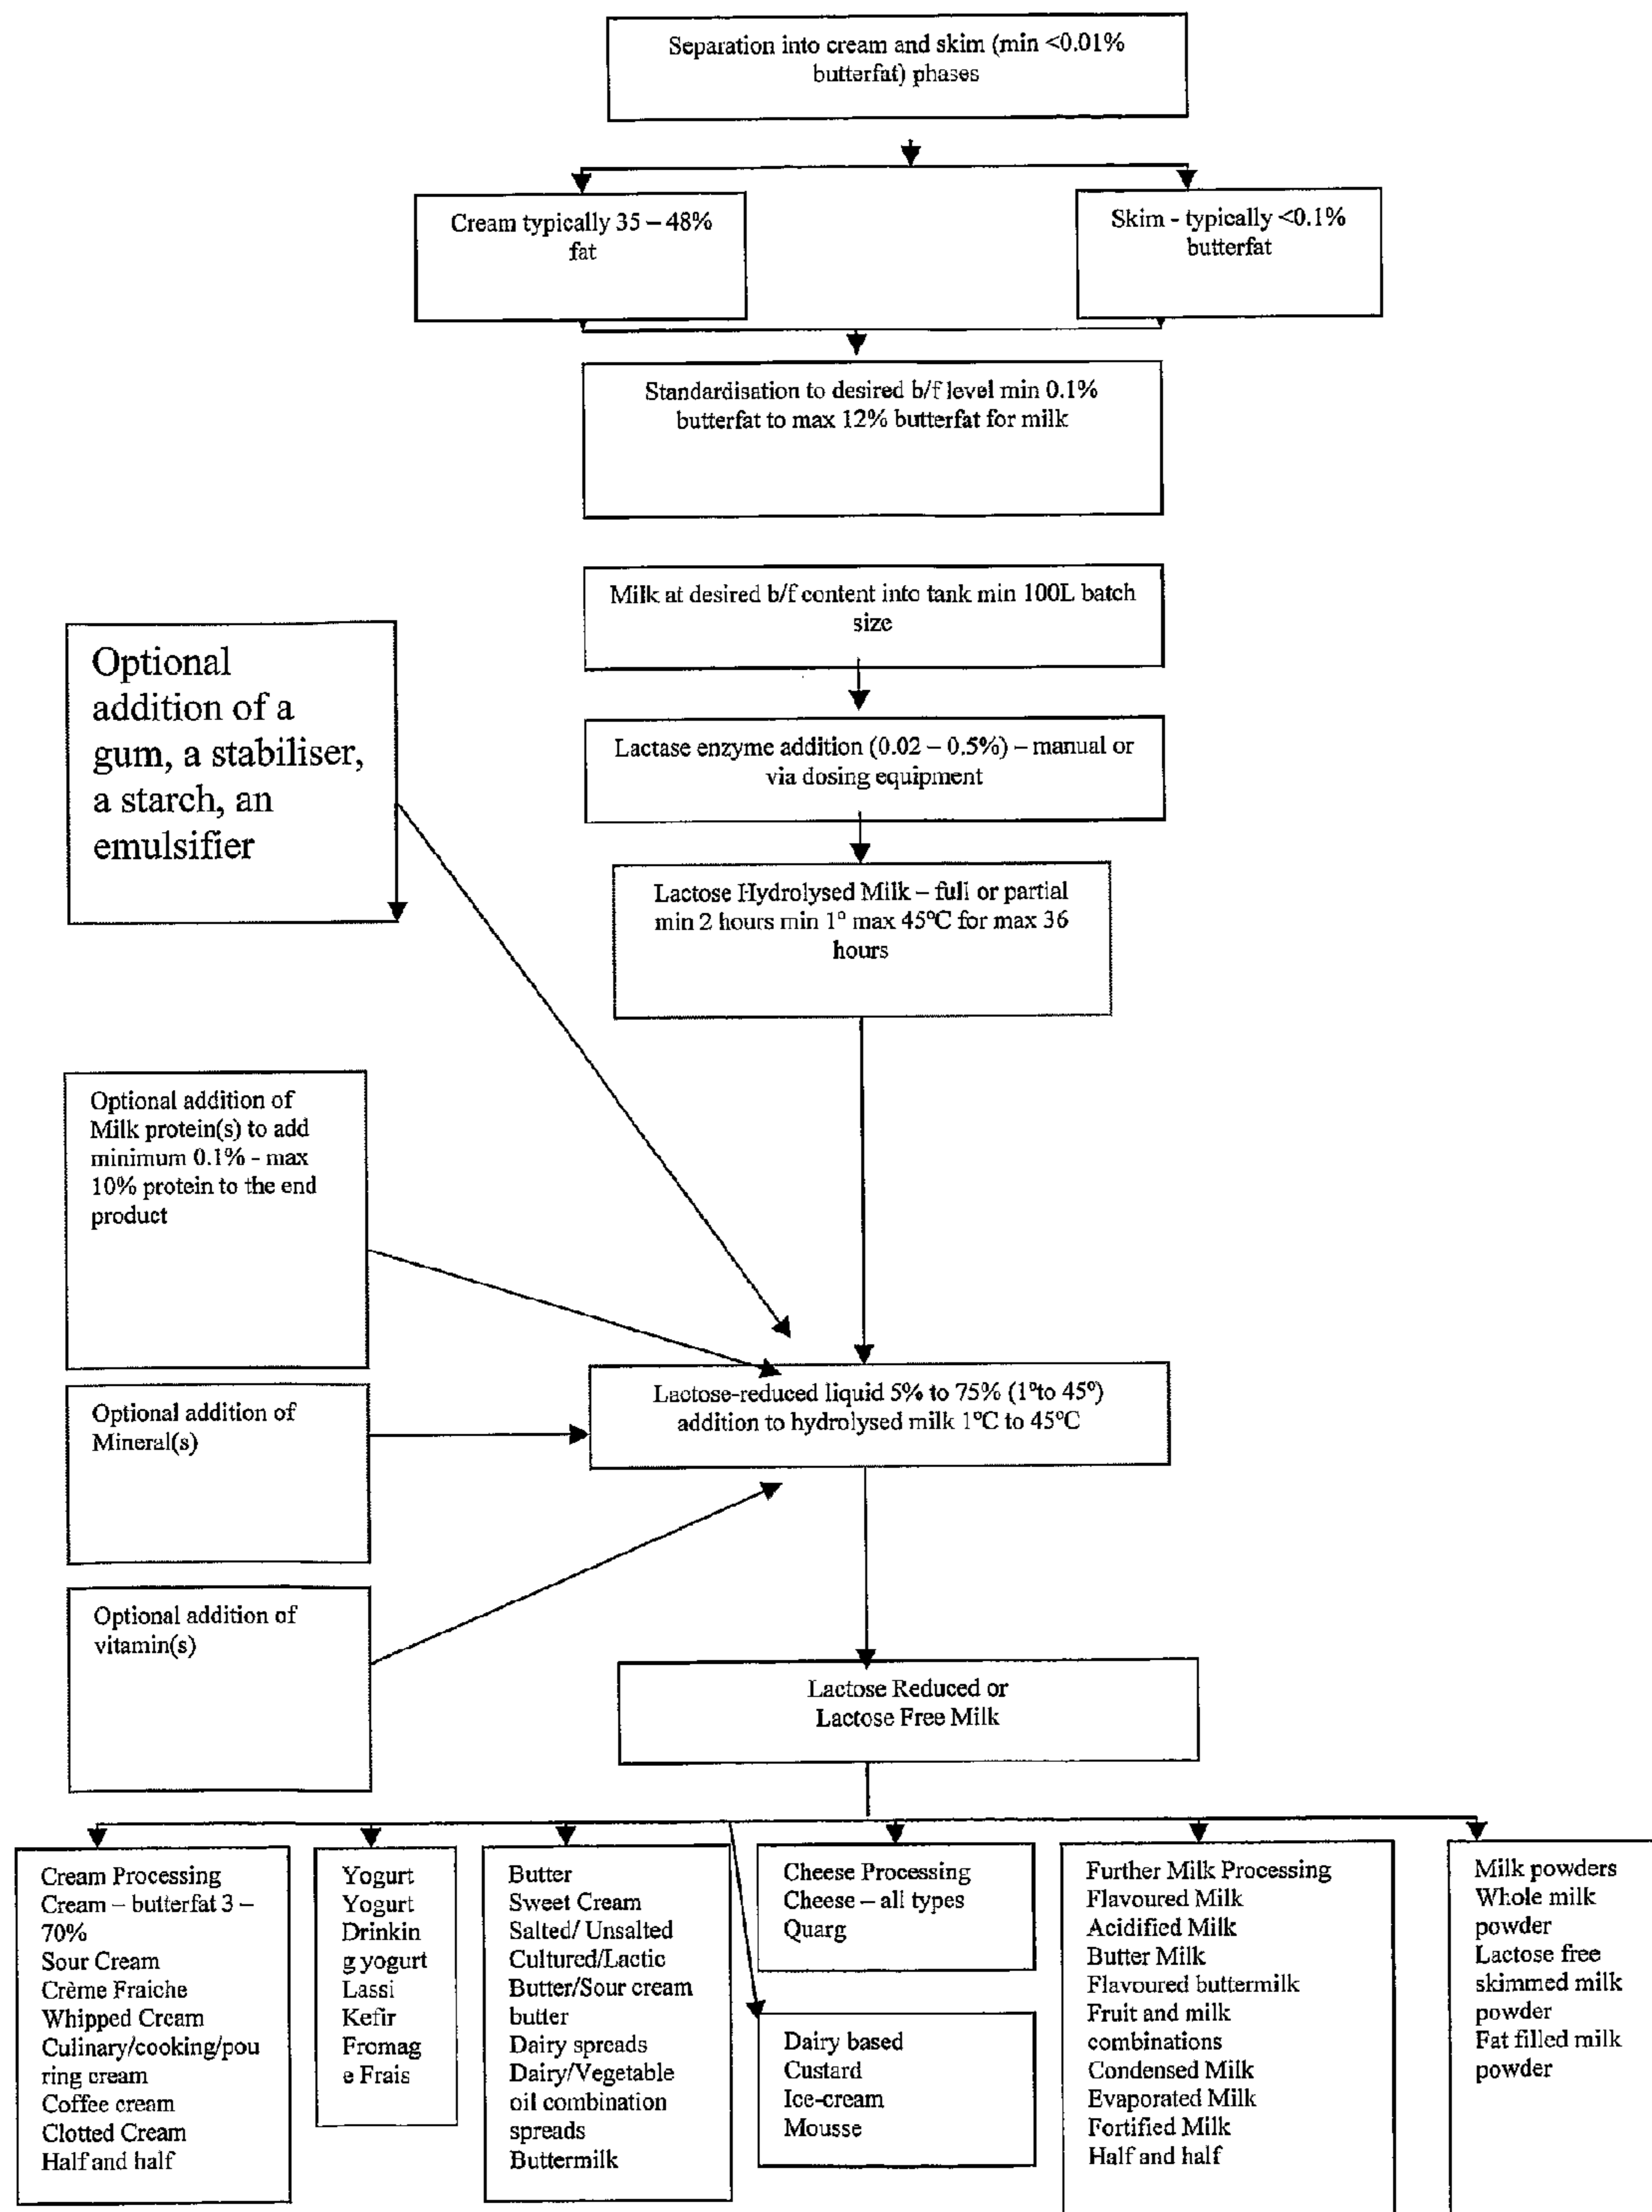 Separation into cream and skim (min <0.01%
butterfat) phases
Cream typically 35 – 48%
fat
Skim - typically <0.1%
butterfat
Standardisation to desired b/f level min 0.1%
butterfat to max 12% butterfat for milk
Milk at desired b/f content into tank min 100L batch
size
Optional
addition of a
gum, a stabiliser,
a starch, an
emulsifier
Lactase enzyme addition (0.02 – 0.5%) – manual or
via dosing equipment
Lactose Hydrolysed Milk – full or partial
min 2 hours min 1º max 45ºC for max 36
hours
Optional addition of
Milk protein(s) to add
minimum 0.1% - max
10% protein to the end
product
Lactose-reduced liquid 5% to 75% (1ºto 45º)
addition to hydrolysed milk 1ºC to 45ºC
Optional addition of
Mineral(s)
Optional addition of
vitamin(s)
Lactose Reduced or
Lactose Free Milk
Cream Processing
Cream – butterfat 3 –
70%
Sour Cream
Crème Fraiche
Whipped Cream
Culinary/cooking/pou
ring cream
Coffee cream
Clotted Cream
Half and half
Yogurt
Yogurt
Drinkin
g yogurt
Lassi
Kefir
Fromag
e Frais
Butter
Sweet Cream
Salted/ Unsalted
Cultured/Lactic
Butter/Sour cream
butter
Dairy spreads
Dairy/Vegetable
oil combination
spreads
Buttermilk
Cheese Processing
Cheese – all types
Quarg
Dairy based
Custard
Ice-cream
Mousse
Further Milk Processing
Flavoured Milk
Acidified Milk
Butter Milk
Flavoured buttermilk
Fruit and milk
combinations
Condensed Milk
Evaporated Milk
Fortified Milk
Half and half
Milk powders
Whole milk
powder
Lactose free
skimmed milk
powder
Fat filled milk
powder